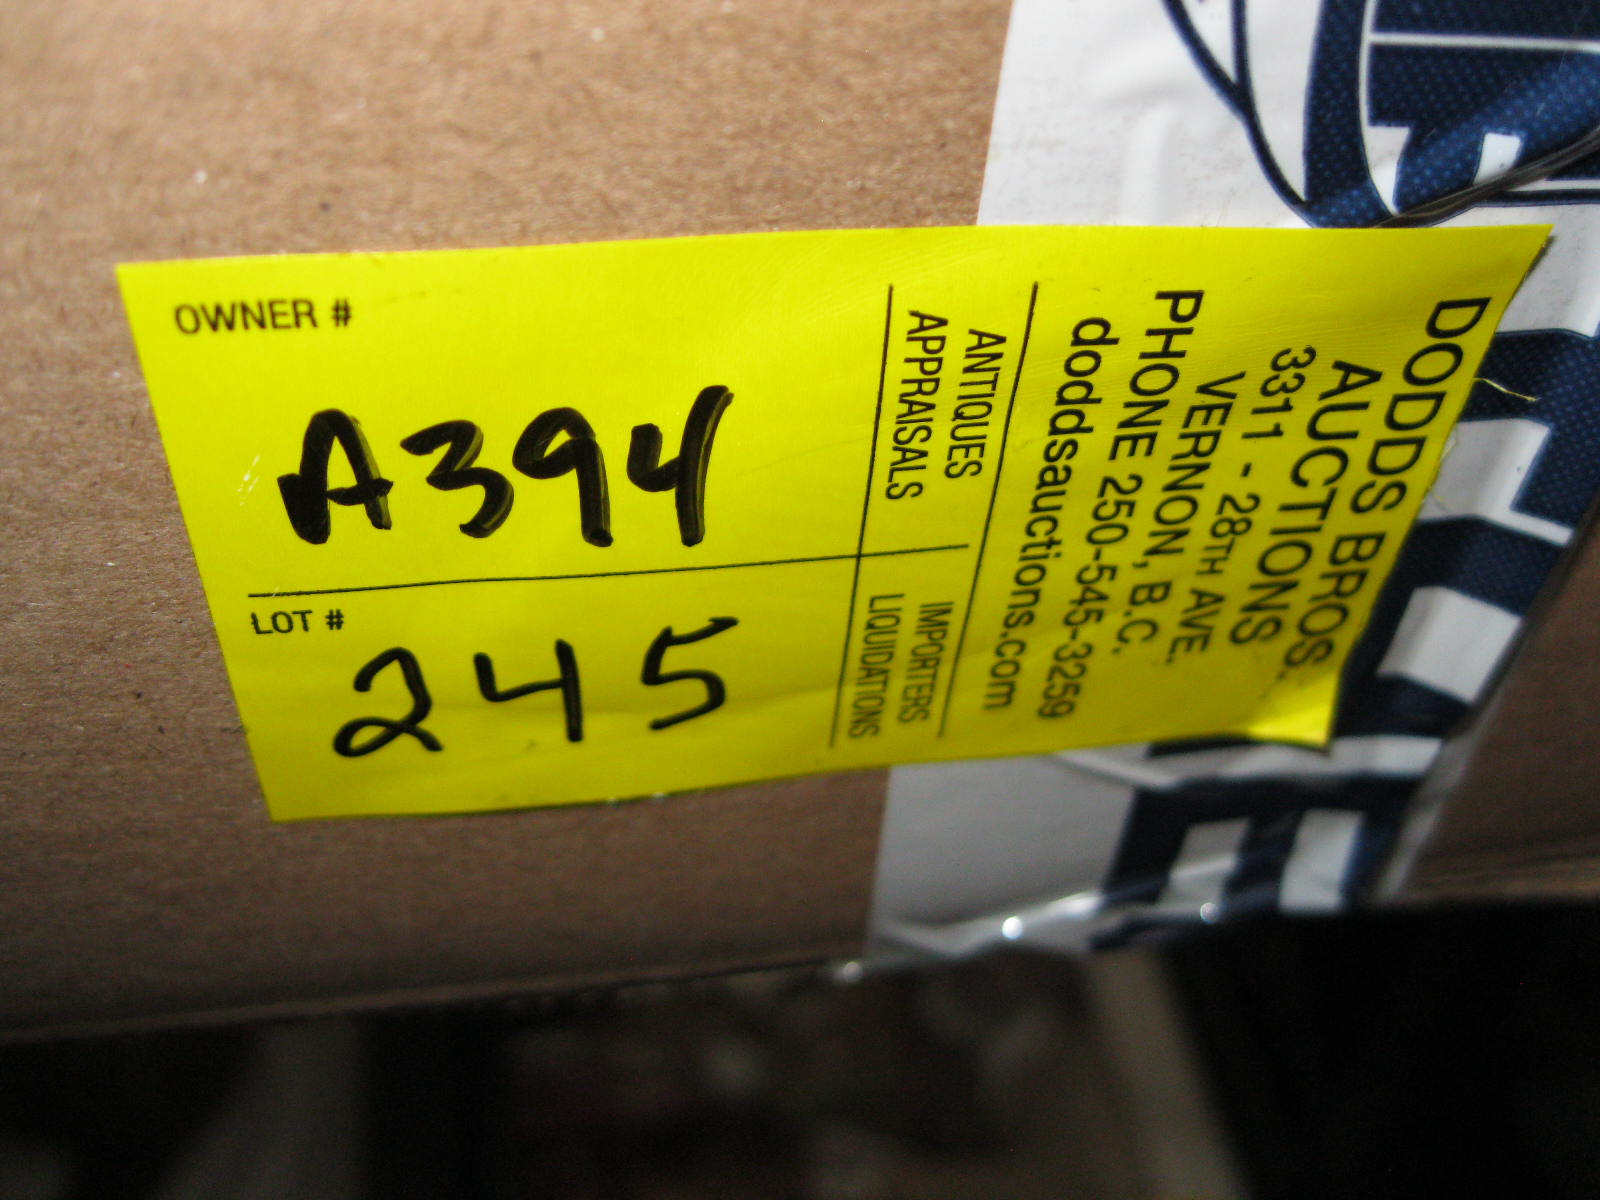 OWNER #
A394
LOT #
245
ANTIQUES
APPRAISALS
IMPORTERS
LIQUIDATIONS
DODDS BROS.
AUCTIONS
3311 - 28TH AVE.
VERNON, B.C.
PHONE 250-545-3259
doddsauctions.com